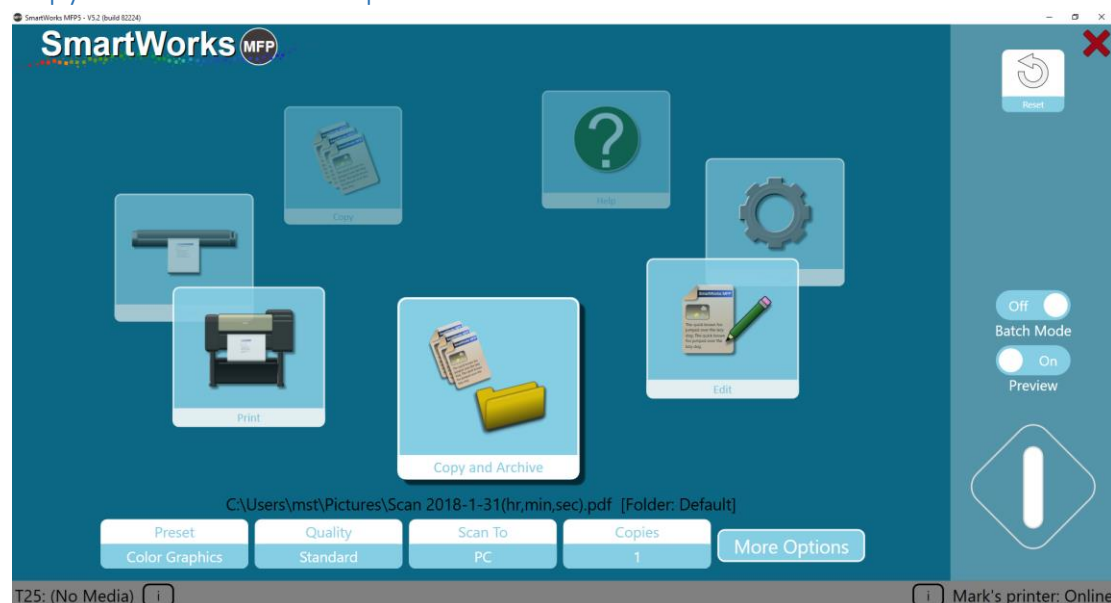 SmartWorks MFP5 - V5.2 (build 82224)
SmartWorks MFP
Reset
Copy
Help
Print
Edit
Copy and Archive
Off
Batch Mode
On
Preview
C:\Users\mst\Pictures\Scan 2018-1-31(hr,min,sec).pdf [Folder: Default]
Preset
Color Graphics
Quality
Standard
Scan To
PC
Copies
1
More Options
T25: (No Media) i
i Mark's printer: Online